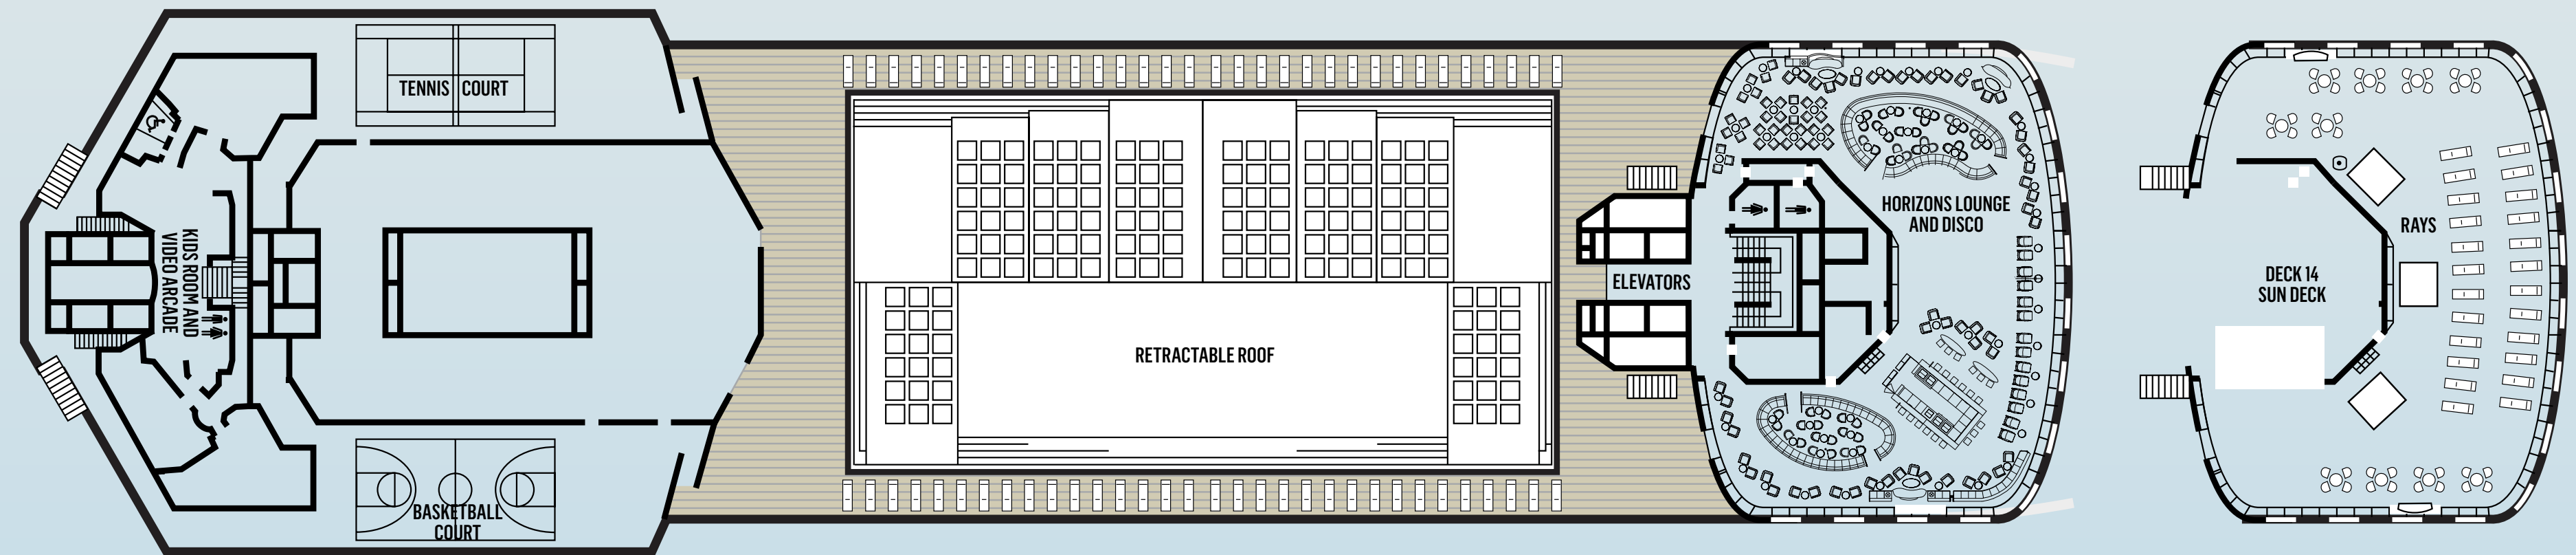 TENNIS COURT
KIDS ROOM AND
VIDEO ARCADE
BASKETBALL
COURT
RETRACTABLE ROOF
ELEVATORS
HORIZONS LOUNGE
AND DISCO
DECK 14
SUN DECK
RAYS